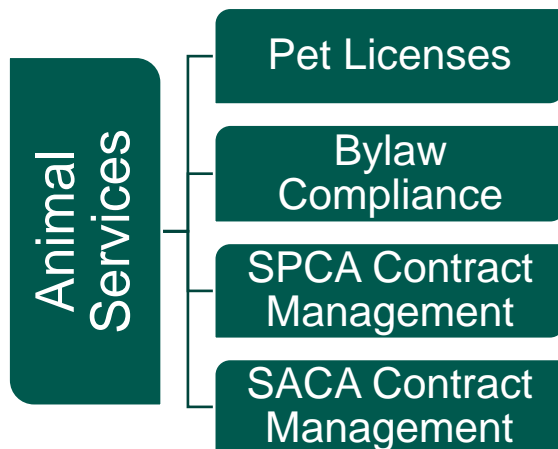 Animal
Services
Pet Licenses
Bylaw
Compliance
SPCA Contract
Management
SACA Contract
Management